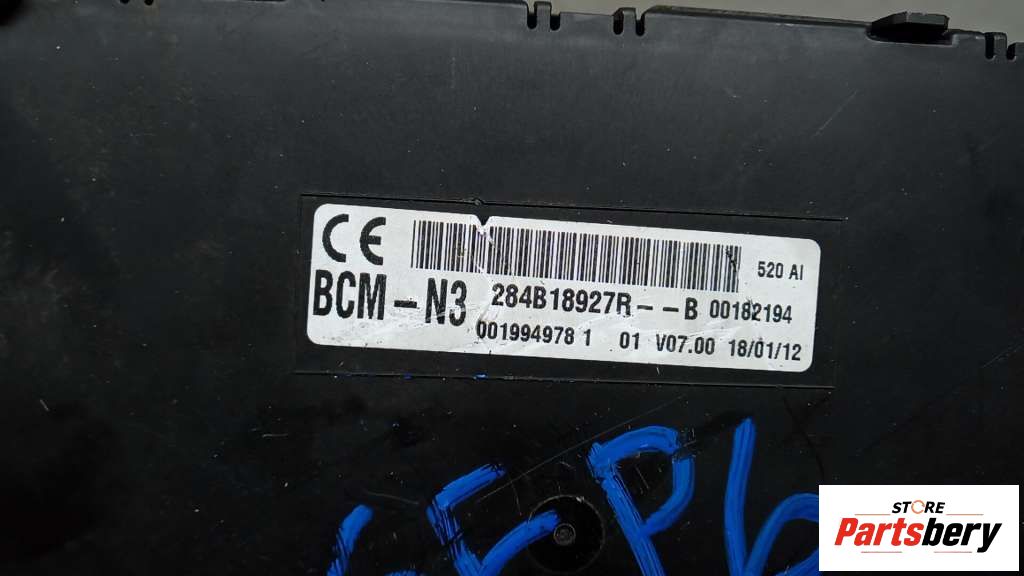 CE
520 AI
BCM-N3 284B18927R--B 00182194
001994978 1 01 V07.00 18/01/12
STORE
Partsbery